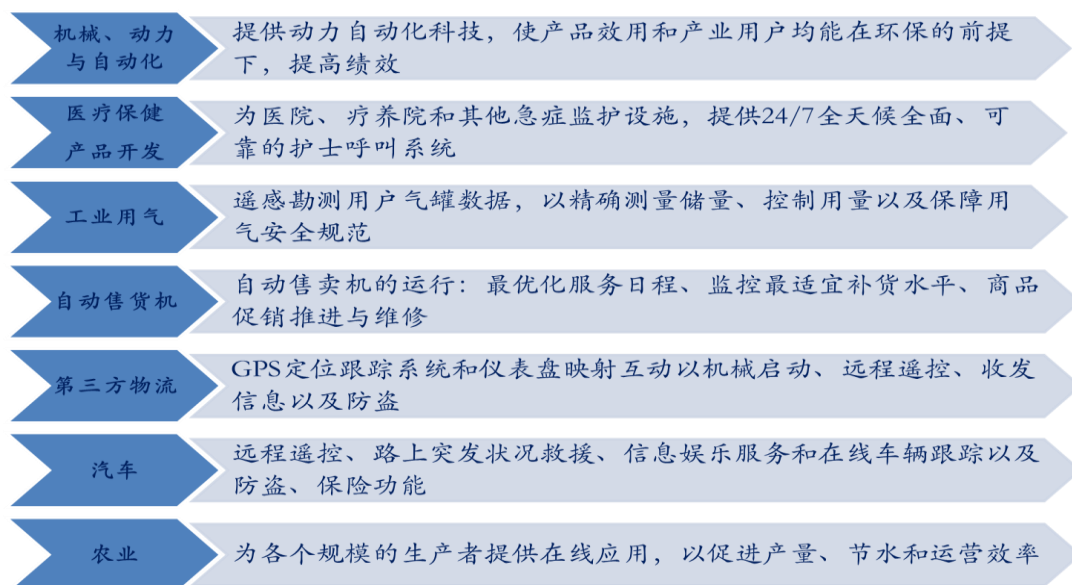 机械、动力
与自动化
提供动力自动化科技，使产品效用和产业用户均能在环保的前提
下，提高绩效
医疗保健
产品开发
为医院、疗养院和其他急症监护设施，提供24/7全天候全面、可
靠的护士呼叫系统
工业用气
遥感勘测用户气罐数据，以精确测量储量、控制用量以及保障用
气安全规范
自动售货机
自动售卖机的运行：最优化服务日程、监控最适宜补货水平、商品
促销推进与维修
第三方物流
GPS定位跟踪系统和仪表盘映射互动以机械启动、远程遥控、收发
信息以及防盗
汽车
远程遥控、路上突发状况救援、信息娱乐服务和在线车辆跟踪以及
防盗、保险功能
农业
为各个规模的生产者提供在线应用，以促进产量、节水和运营效率